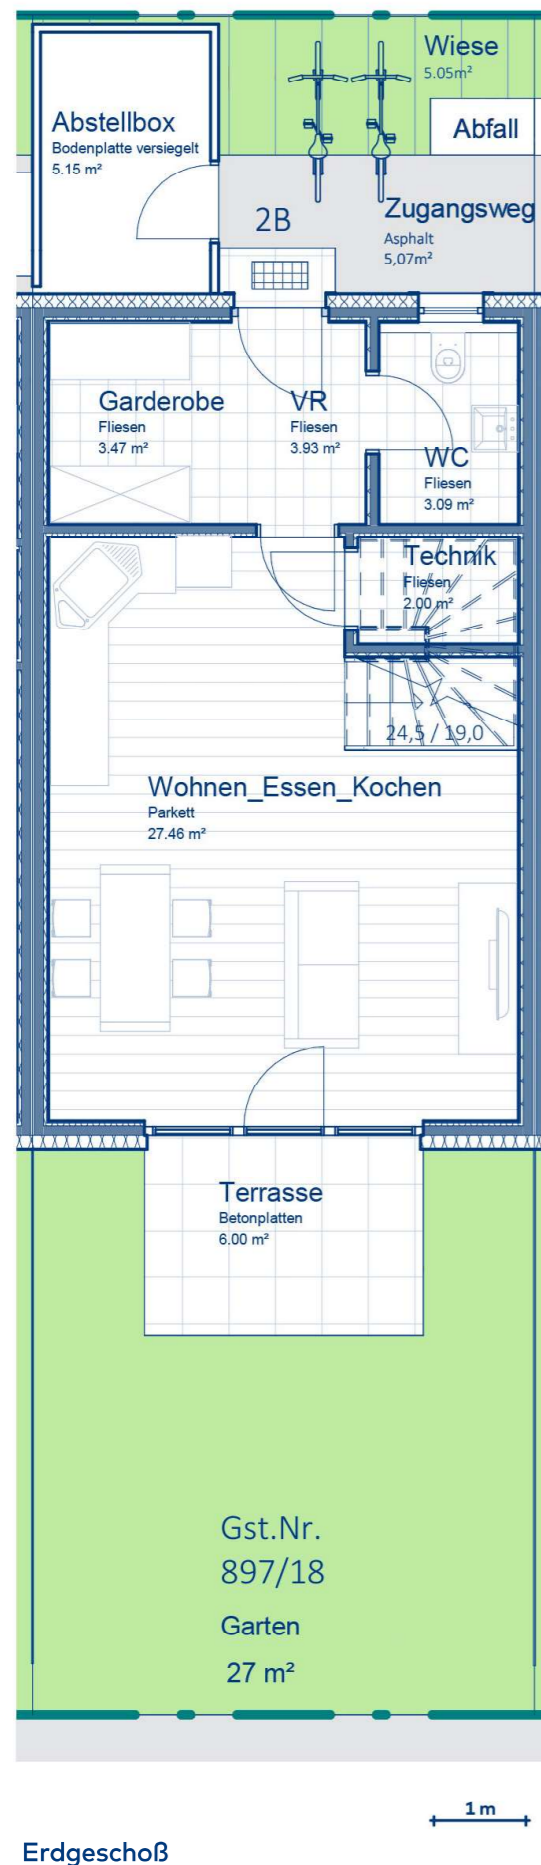 Wiese
5.05m²
Abstellbox
Bodenplatte versiegelt
5.15 m²
Abfall
2B
Zugangsweg
Asphalt
5,07m²
Garderobe
Fliesen
3.47 m²
VR
Fliesen
3.93 m²
WC
Fliesen
3.09 m²
Technik
Fliesen
2.00 m²
24,5 / 19,0
Wohnen_Essen_Kochen
Parkett
27.46 m²
Terrasse
Betonplatten
6.00 m²
Gst.Nr.
897/18
Garten
27 m²
1 m
Erdgeschoß